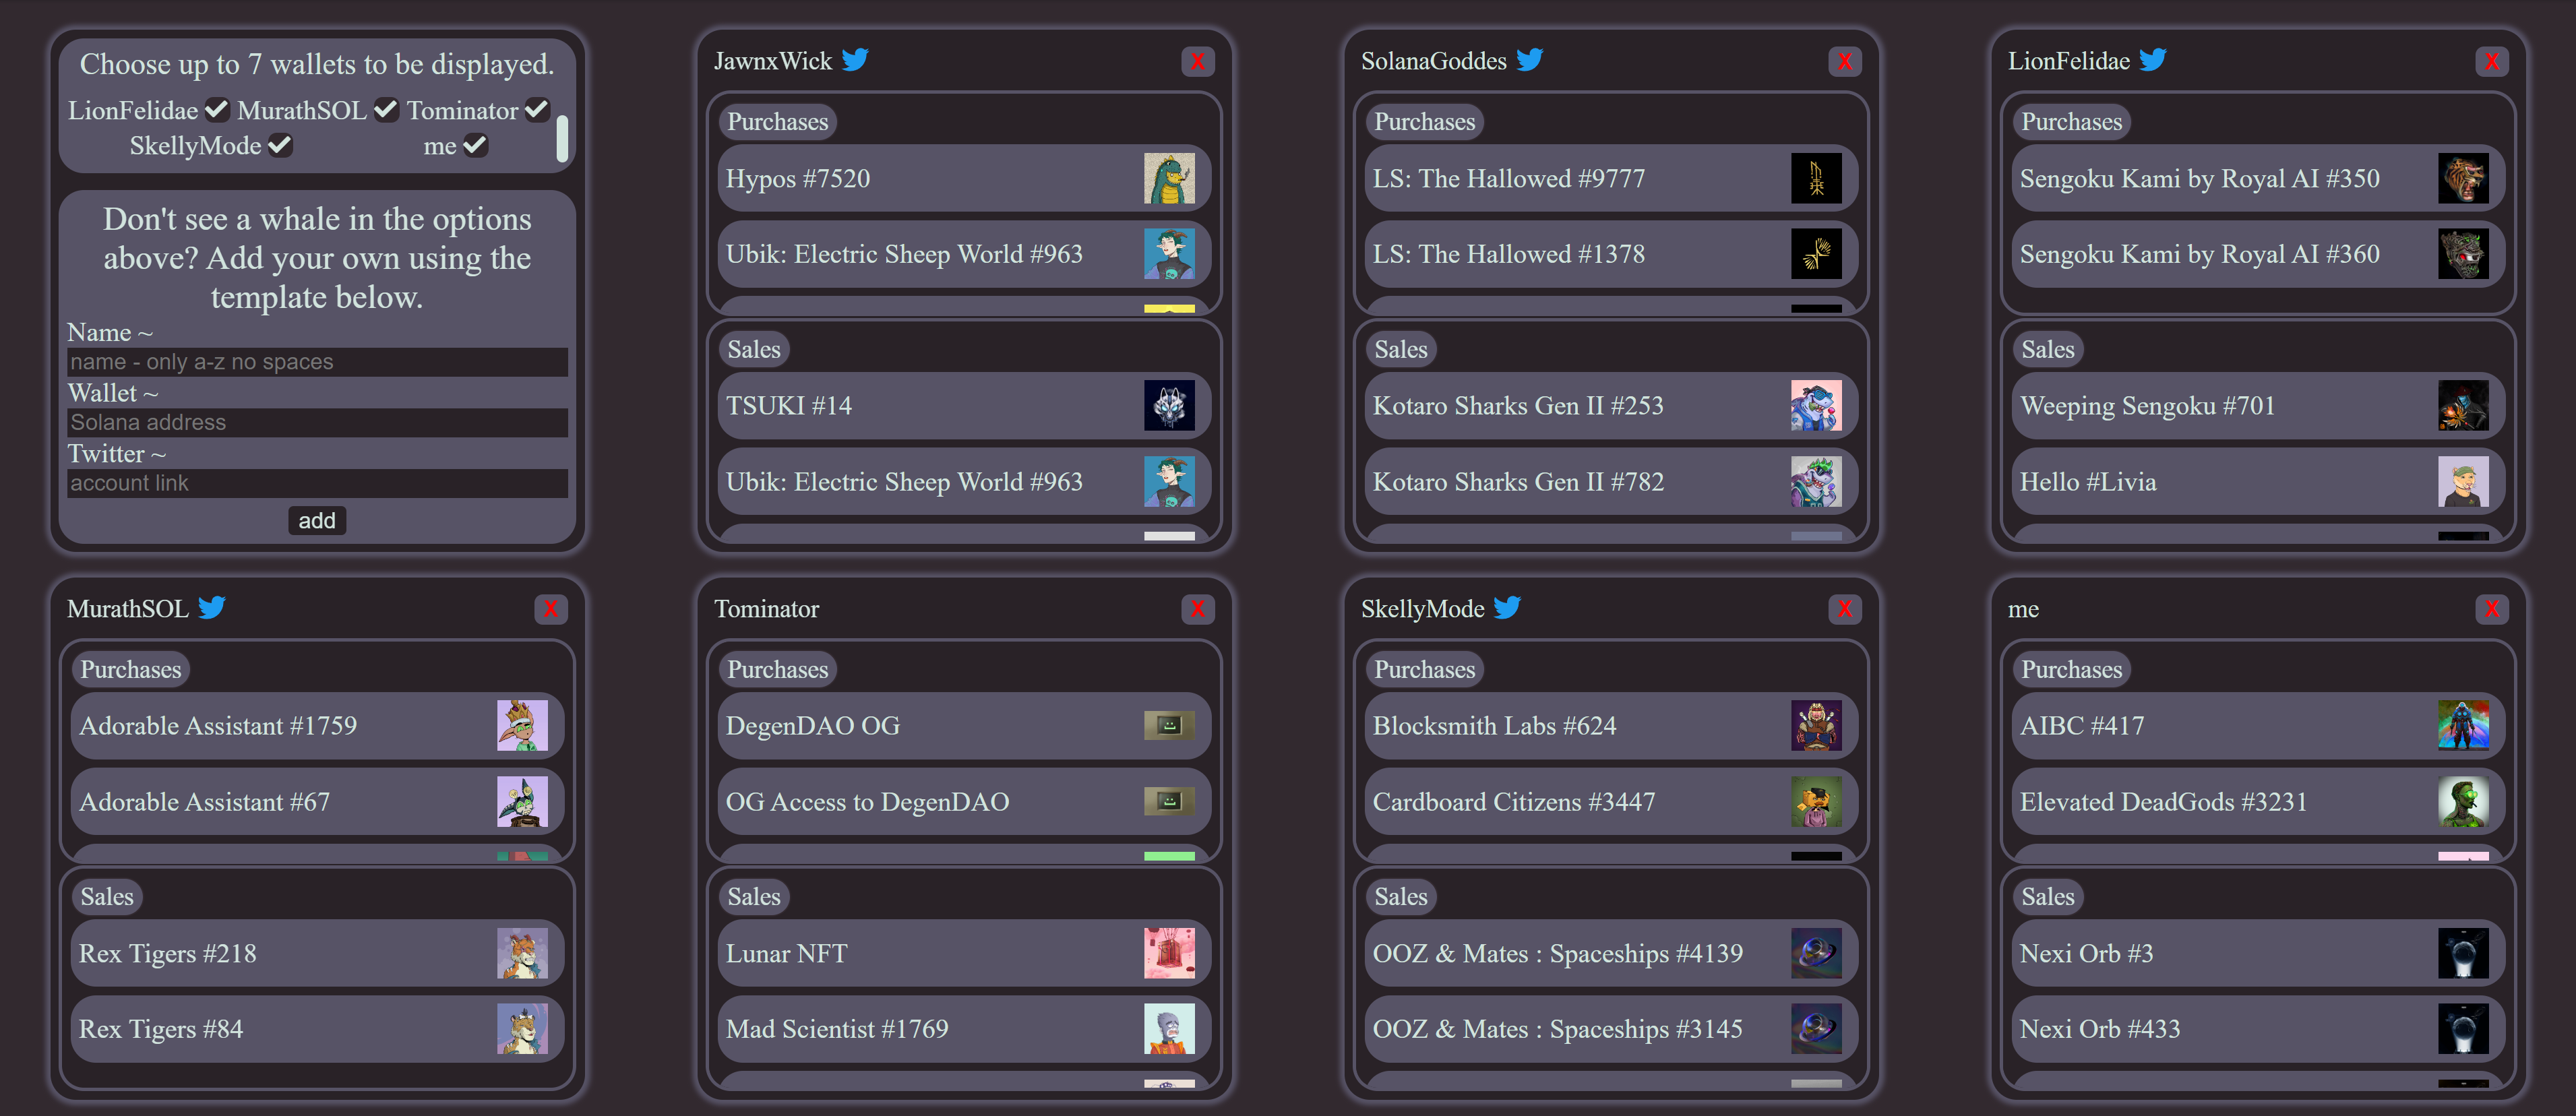 Choose up to 7 wallets to be displayed.
LionFelidae MurathSOL Tominator
SkellyMode me
Don't see a whale in the options
above? Add your own using the
template below.
Name ~
name - only a-z no spaces
Wallet ~
Solana address
Twitter ~
account link
add
JawnxWick X
Purchases
Hypos #7520
Ubik: Electric Sheep World #963
Sales
TSUKI #14
Ubik: Electric Sheep World #963
SolanaGoddes X
Purchases
LS: The Hallowed #9777
LS: The Hallowed #1378
Sales
Kotaro Sharks Gen II #253
Kotaro Sharks Gen II #782
LionFelidae X
Purchases
Sengoku Kami by Royal AI #350
Sengoku Kami by Royal AI #360
Sales
Weeping Sengoku #701
Hello #Livia
MurathSOL X
Purchases
Adorable Assistant #1759
Adorable Assistant #67
Sales
Rex Tigers #218
Rex Tigers #84
Tominator X
Purchases
DegenDAO OG
OG Access to DegenDAO
Sales
Lunar NFT
Mad Scientist #1769
SkellyMode X
Purchases
Blocksmith Labs #624
Cardboard Citizens #3447
Sales
OOZ & Mates : Spaceships #4139
OOZ & Mates : Spaceships #3145
me X
Purchases
AIBC #417
Elevated DeadGods #3231
Sales
Nexi Orb #3
Nexi Orb #433